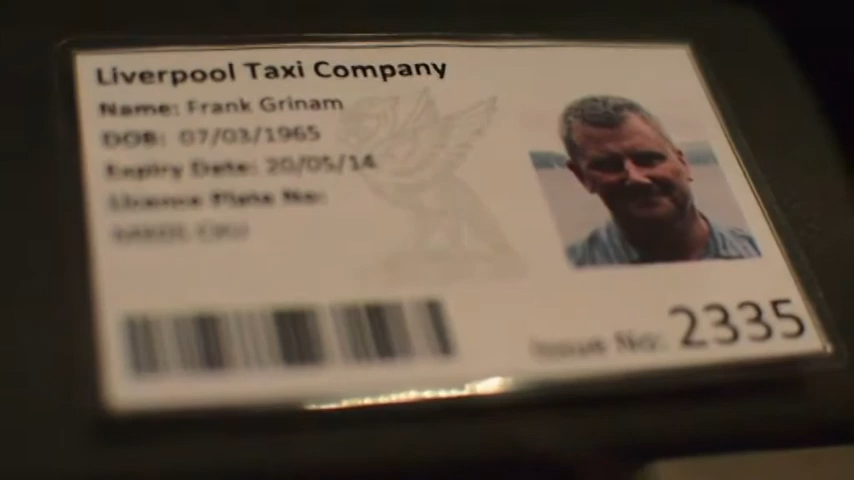 Liverpool Taxi Company
Name: Frank Grinam
DOB: 07/03/1965
Expiry Date: 20/05/14
Licence Plate No:
Issue No: 2335